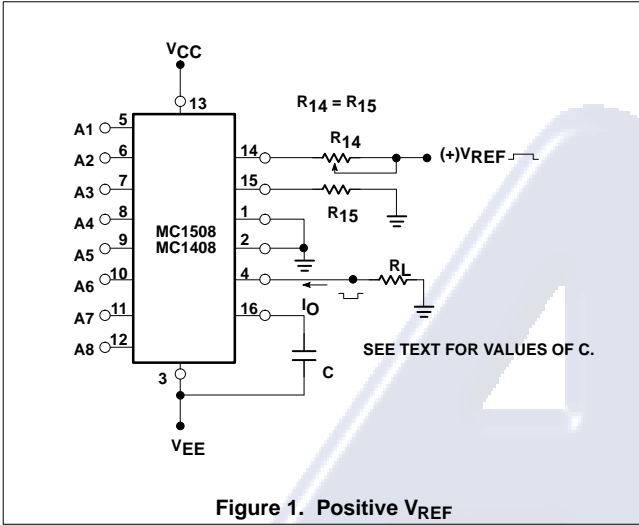 VCC
13
R14 = R15
A1 5
A2 6
A3 7
A4 8
A5 9
A6 10
A7 11
A8 12
MC1508
MC1408
14
15
1
2
4
16
R14
(+)VREF
R15
RL
IO
C
SEE TEXT FOR VALUES OF C.
3
VEE
Figure 1. Positive VREF